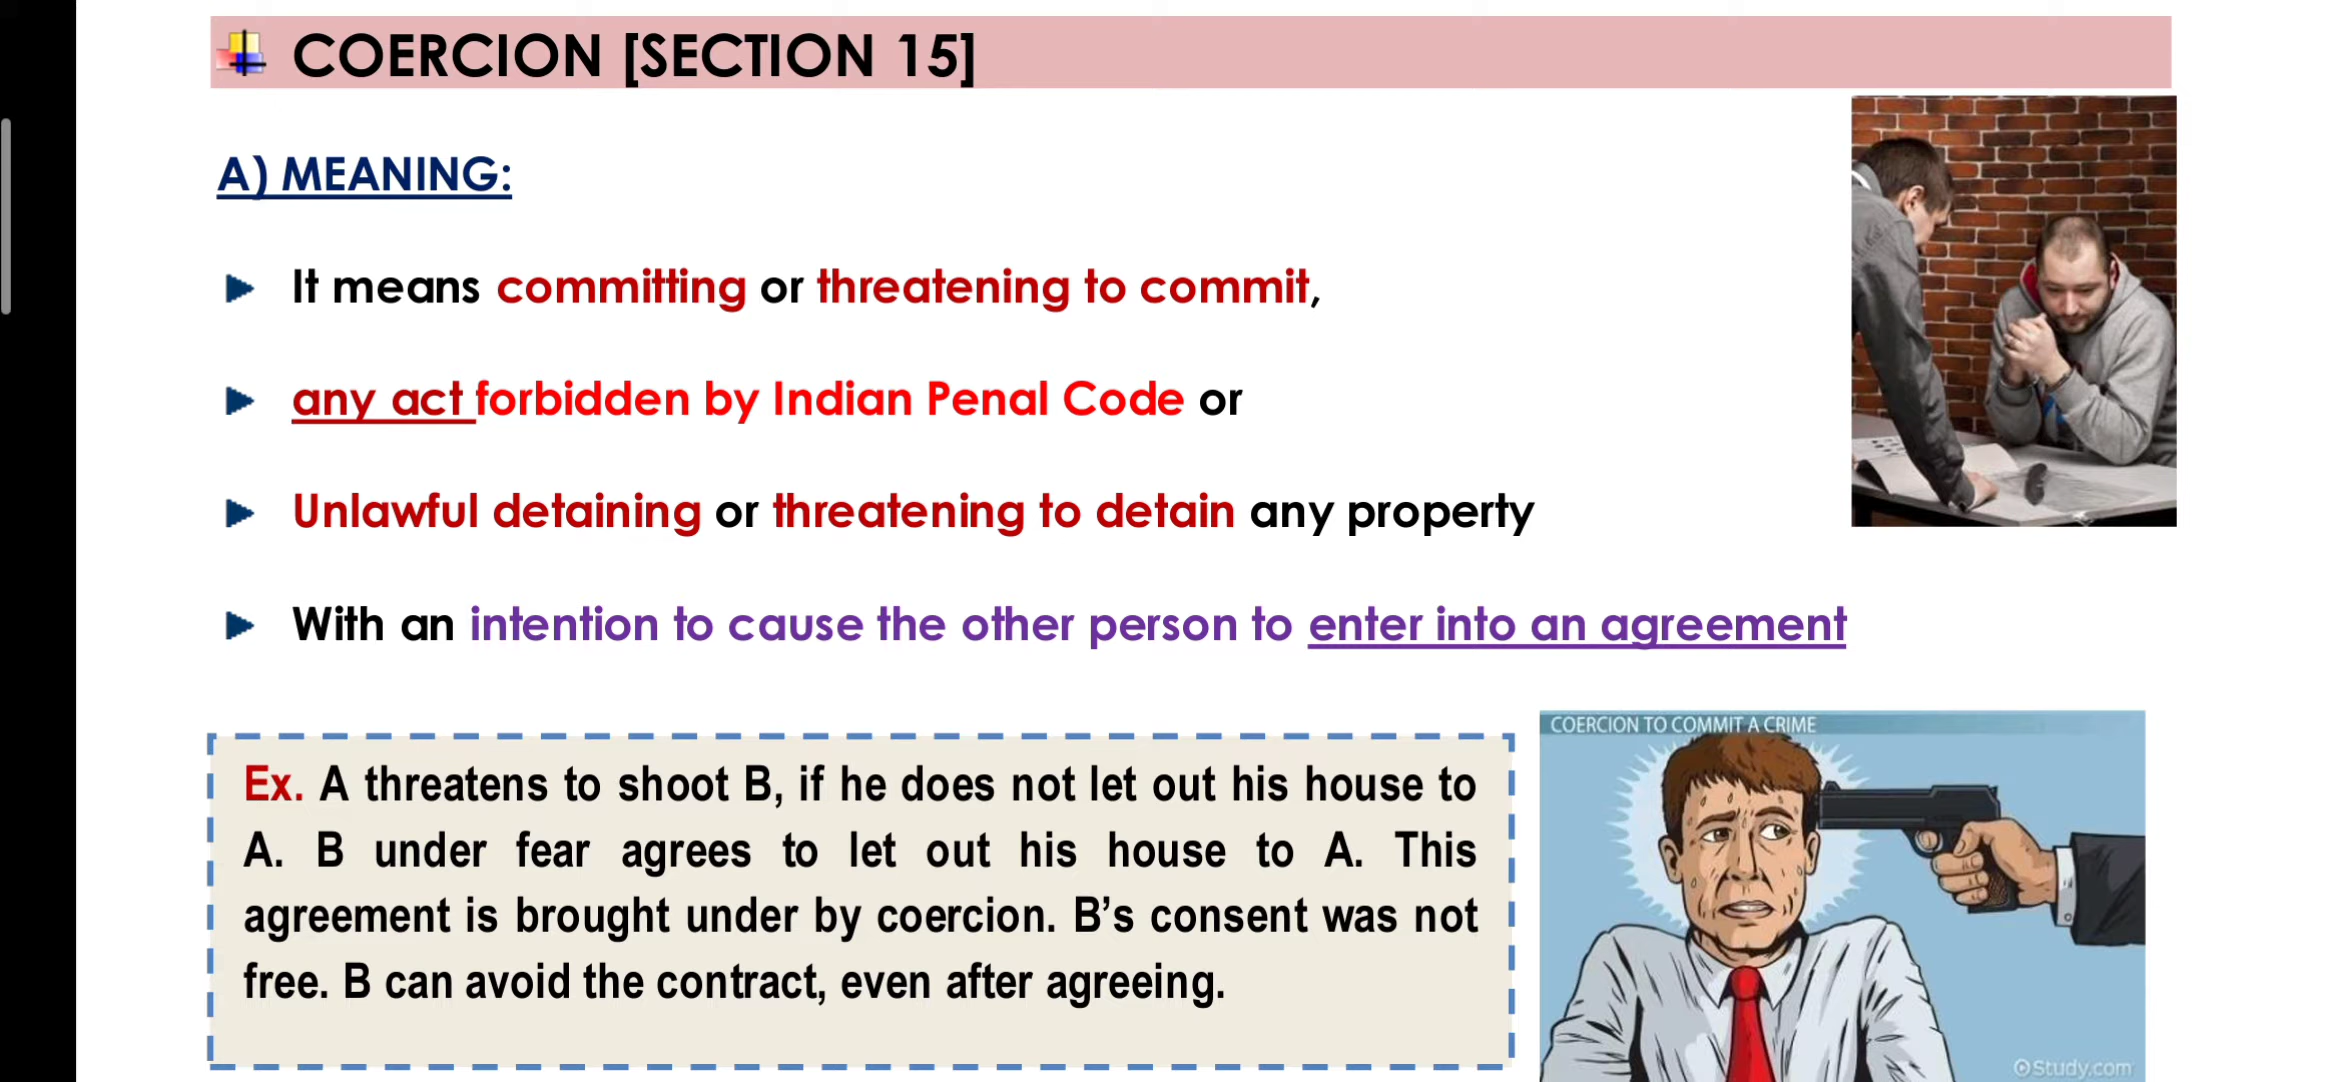 COERCION [SECTION 15]
A) MEANING:
It means committing or threatening to commit,
any act forbidden by Indian Penal Code or
Unlawful detaining or threatening to detain any property
With an intention to cause the other person to enter into an agreement
Ex. A threatens to shoot B, if he does not let out his house to
A. B under fear agrees to let out his house to A. This
agreement is brought under by coercion. B’s consent was not
free. B can avoid the contract, even after agreeing.
COERCION TO COMMIT A CRIME
Study.com